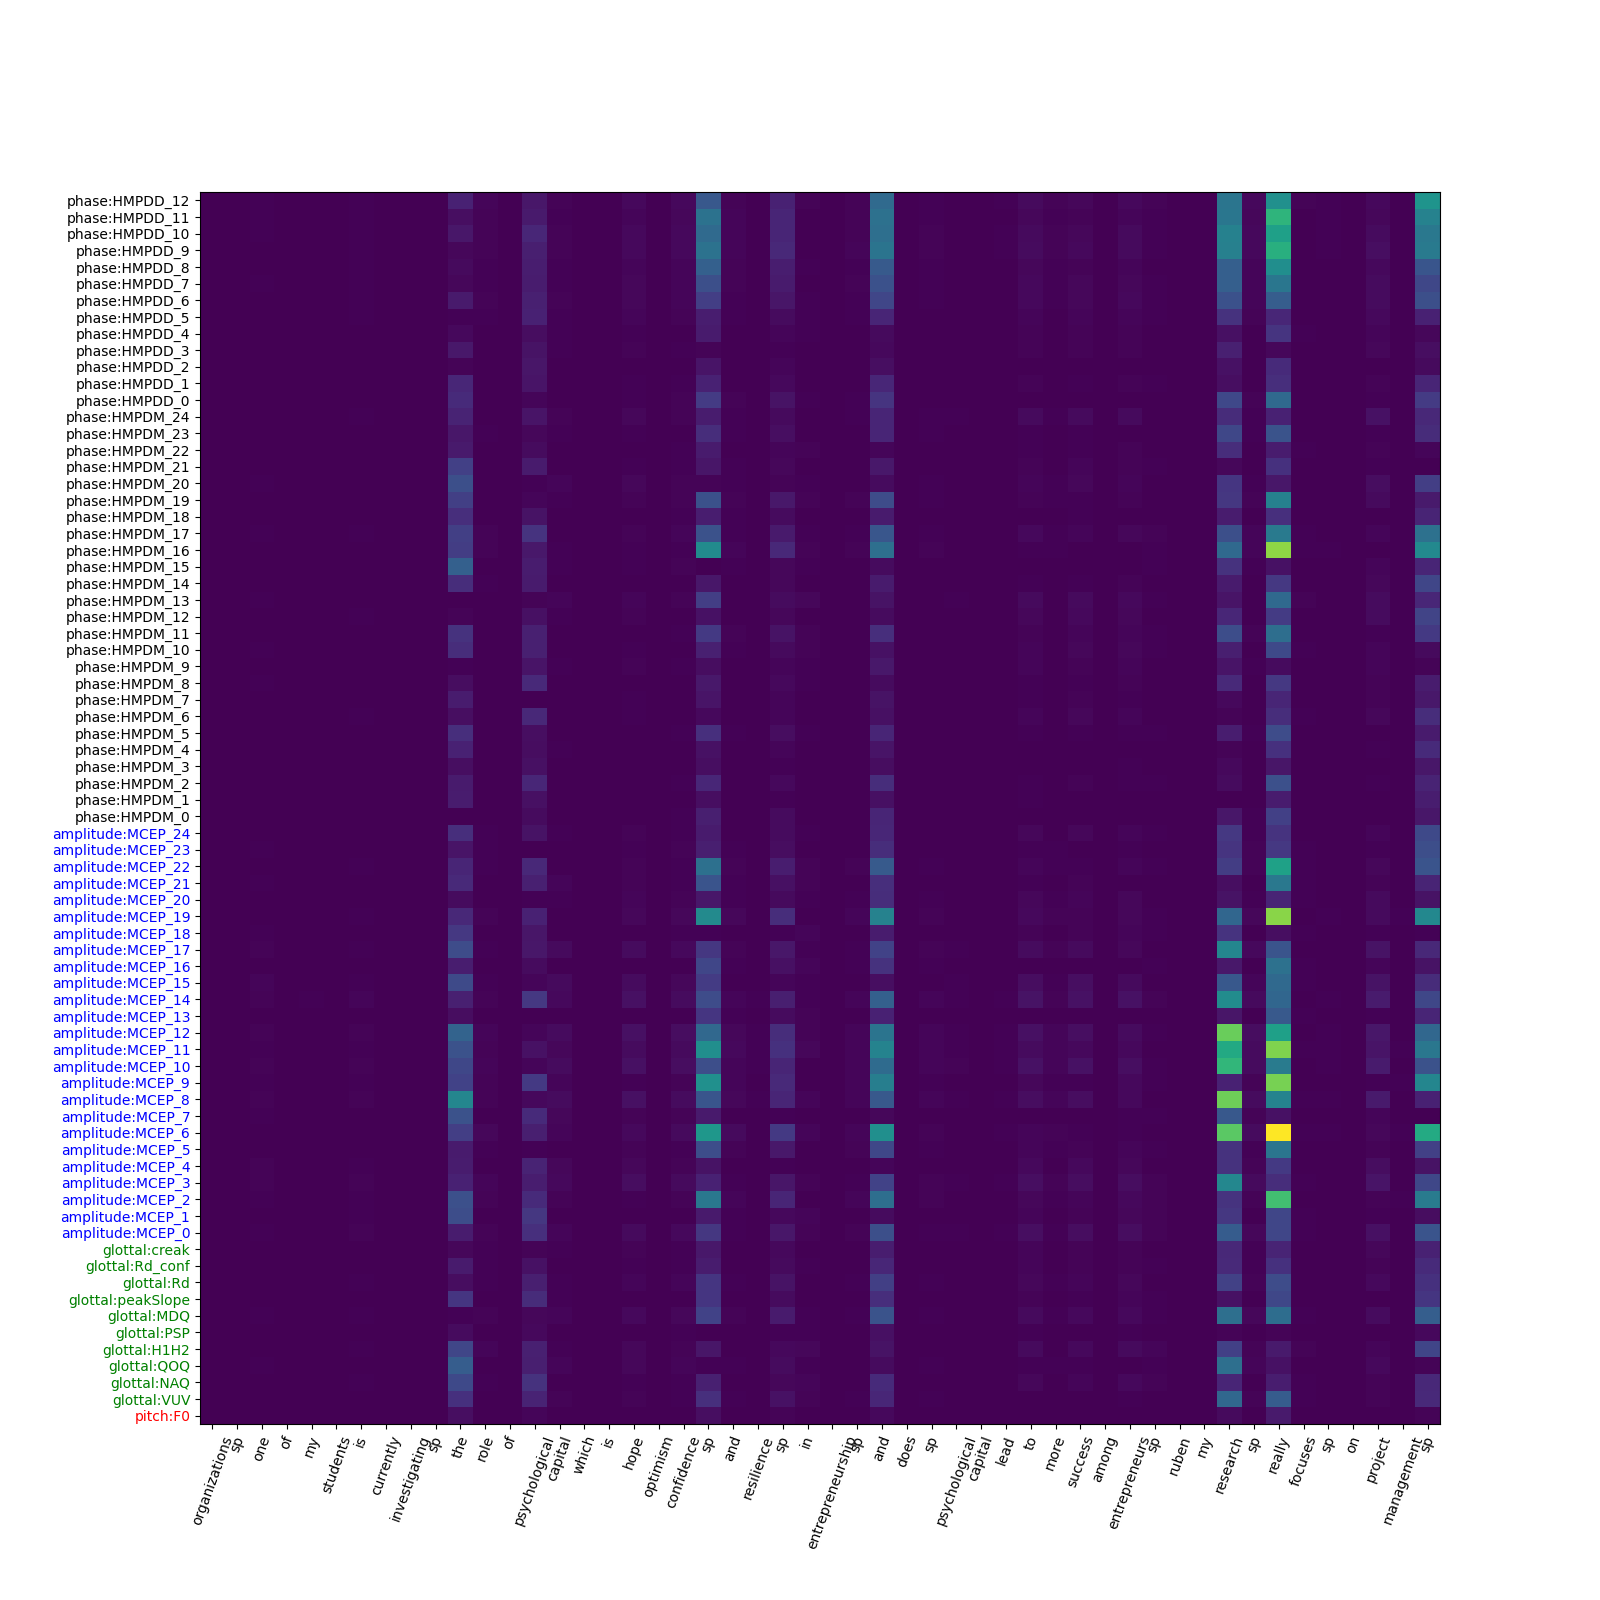 phase:HMPDD_12
phase:HMPDD_11
phase:HMPDD_10
phase:HMPDD_9
phase:HMPDD_8
phase:HMPDD_7
phase:HMPDD_6
phase:HMPDD_5
phase:HMPDD_4
phase:HMPDD_3
phase:HMPDD_2
phase:HMPDD_1
phase:HMPDD_0
phase:HMPDM_24
phase:HMPDM_23
phase:HMPDM_22
phase:HMPDM_21
phase:HMPDM_20
phase:HMPDM_19
phase:HMPDM_18
phase:HMPDM_17
phase:HMPDM_16
phase:HMPDM_15
phase:HMPDM_14
phase:HMPDM_13
phase:HMPDM_12
phase:HMPDM_11
phase:HMPDM_10
phase:HMPDM_9
phase:HMPDM_8
phase:HMPDM_7
phase:HMPDM_6
phase:HMPDM_5
phase:HMPDM_4
phase:HMPDM_3
phase:HMPDM_2
phase:HMPDM_1
phase:HMPDM_0
amplitude:MCEP_24
amplitude:MCEP_23
amplitude:MCEP_22
amplitude:MCEP_21
amplitude:MCEP_20
amplitude:MCEP_19
amplitude:MCEP_18
amplitude:MCEP_17
amplitude:MCEP_16
amplitude:MCEP_15
amplitude:MCEP_14
amplitude:MCEP_13
amplitude:MCEP_12
amplitude:MCEP_11
amplitude:MCEP_10
amplitude:MCEP_9
amplitude:MCEP_8
amplitude:MCEP_7
amplitude:MCEP_6
amplitude:MCEP_5
amplitude:MCEP_4
amplitude:MCEP_3
amplitude:MCEP_2
amplitude:MCEP_1
amplitude:MCEP_0
glottal:creak
glottal:Rd_conf
glottal:Rd
glottal:peakSlope
glottal:MDQ
glottal:PSP
glottal:H1H2
glottal:QOQ
glottal:NAQ
glottal:VUV
pitch:F0
organizations
sp
one
of
my
students
is
currently
investigating
sp
the
role
of
psychological
capital
which
is
hope
optimism
confidence
sp
and
resilience
sp
in
entrepreneurship
sp
and
does
sp
psychological
capital
lead
to
more
success
among
entrepreneurs
sp
ruben
my
research
sp
really
focuses
sp
on
project
management
sp